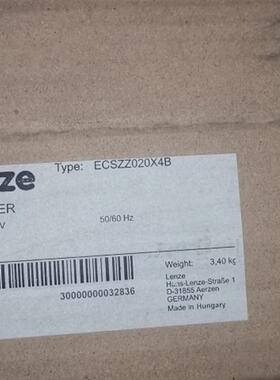 nze
Type: ECSZZ020X4B
ER
V
50/60 Hz
Weight: 3,40 kg
Lenze
Hans-Lenze-Straße 1
D-31855 Aerzen
GERMANY
Made in Hungary
30000000032836